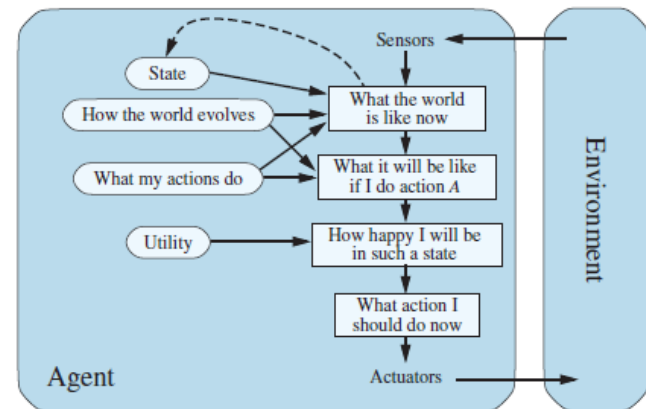 Sensors
State
What the world
is like now
How the world evolves
What it will be like
if I do action A
What my actions do
How happy I will be
in such a state
Utility
What action I
should do now
Agent
Actuators
Environment